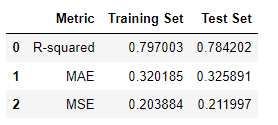 Metric Training Set Test Set
0 R-squared 0.797003 0.784202
1 MAE 0.320185 0.325891
2 MSE 0.203884 0.211997